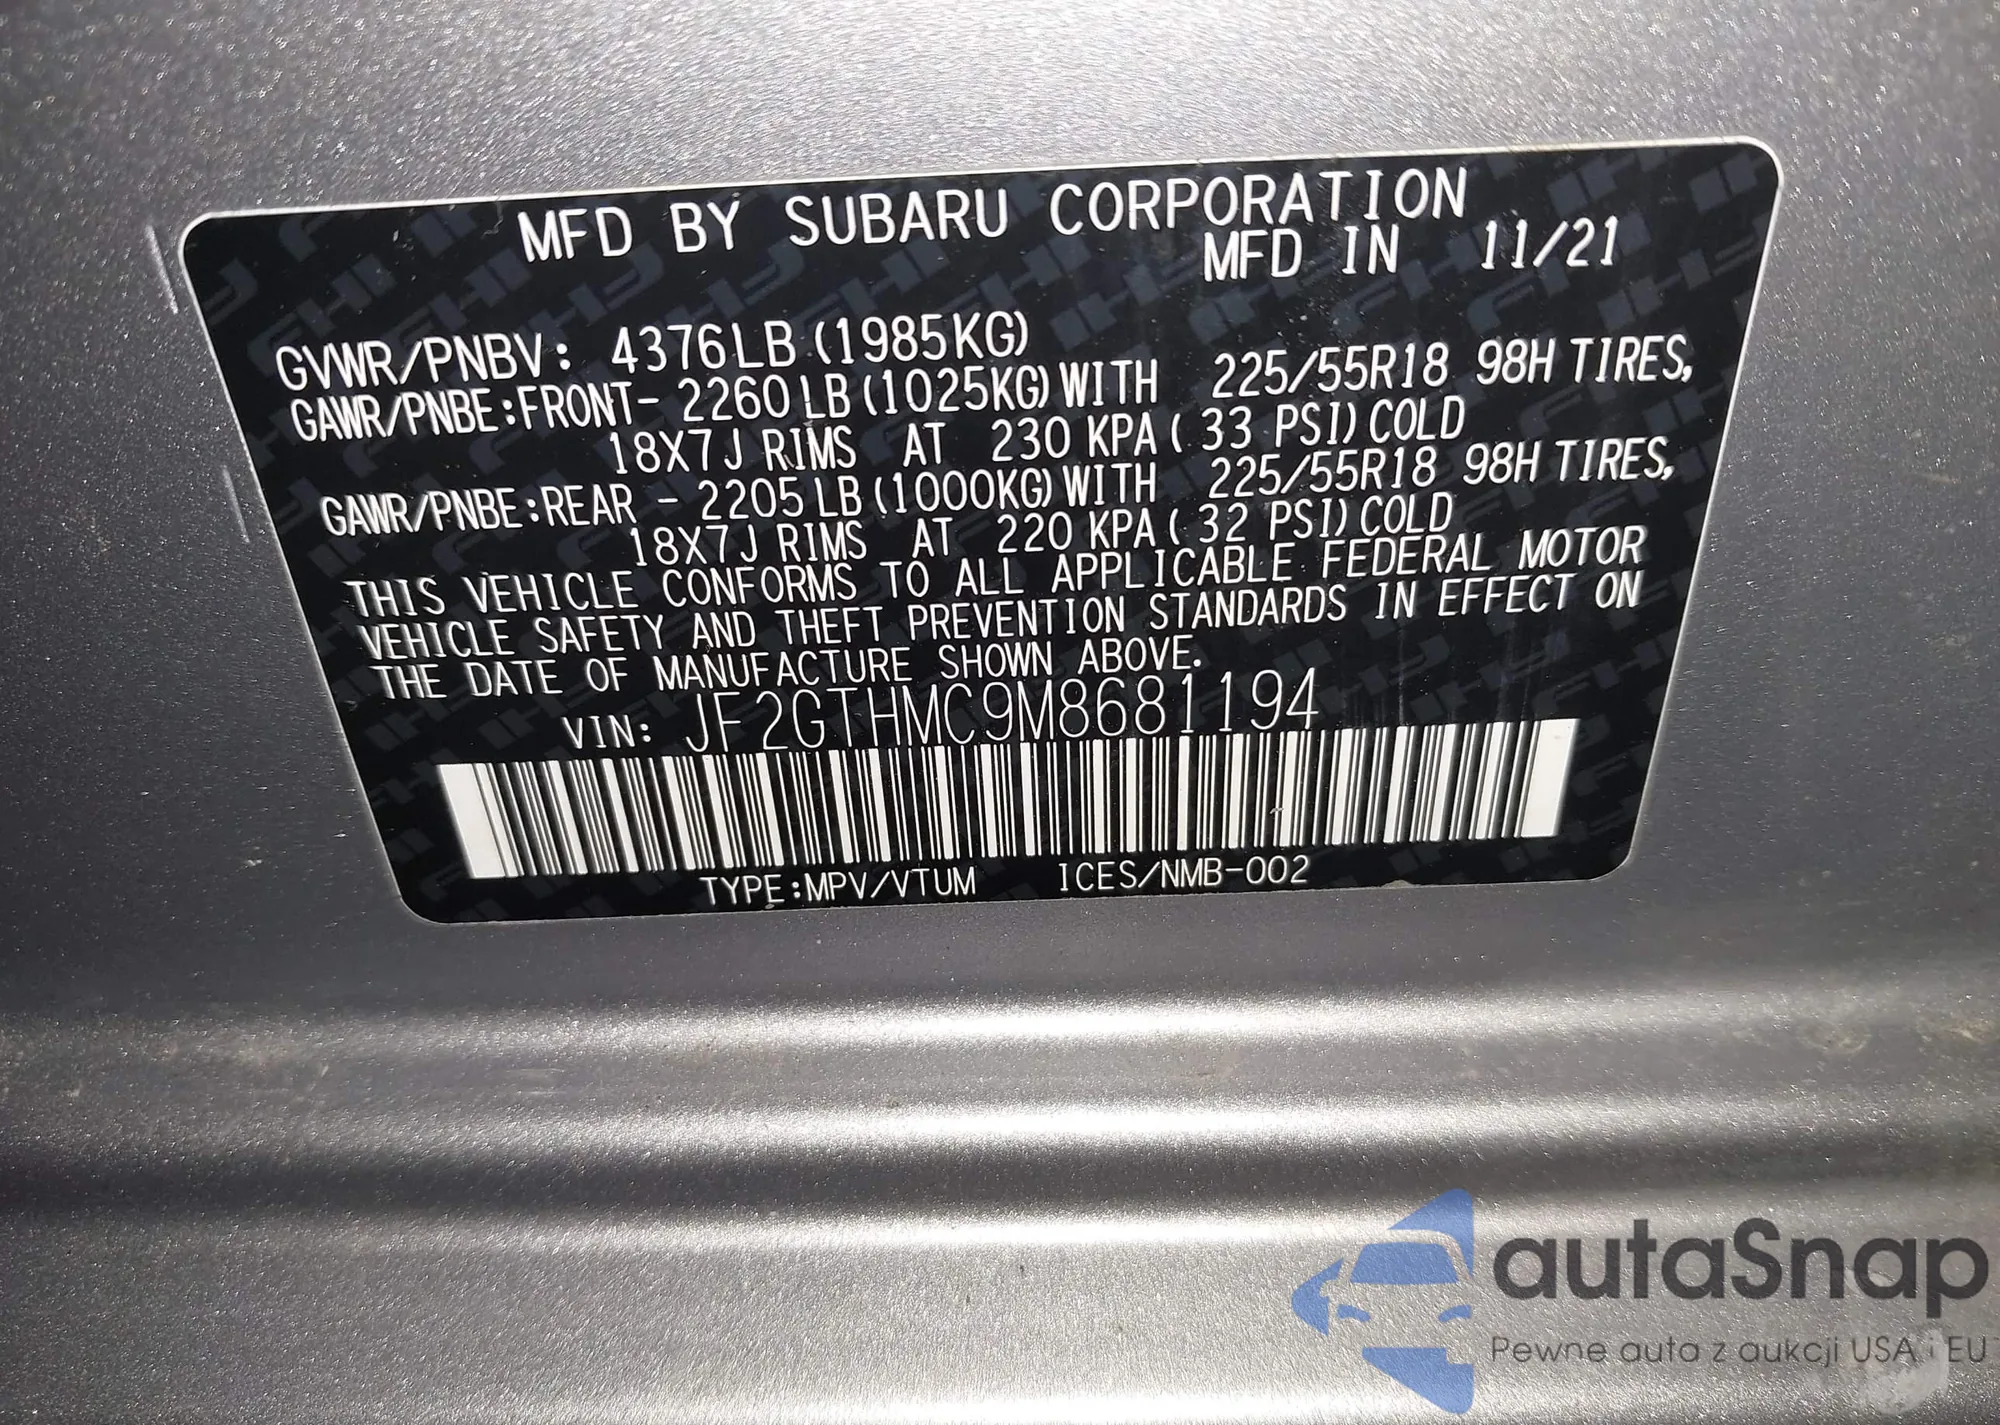 MFD BY SUBARU CORPORATION
MFD IN 11/21
GVWR/PNBV: 4376LB (1985KG)
GAWR/PNBE:FRONT- 2260LB (1025KG) WITH 225/55R18 98H TIRES,
18X7J RIMS AT 230 KPA ( 33 PSI) COLD
GAWR/PNBE:REAR - 2205LB (1000KG) WITH 225/55R18 98H TIRES,
18X7J RIMS AT 220 KPA ( 32 PSI) COLD
THIS VEHICLE CONFORMS TO ALL APPLICABLE FEDERAL MOTOR
VEHICLE SAFETY AND THEFT PREVENTION STANDARDS IN EFFECT ON
THE DATE OF MANUFACTURE SHOWN ABOVE.
VIN: JF2GTHMC9M8681194
TYPE:MPV/VTUM ICES/NMB-002
autaSnap
Pewne auta z aukcji USA i EU